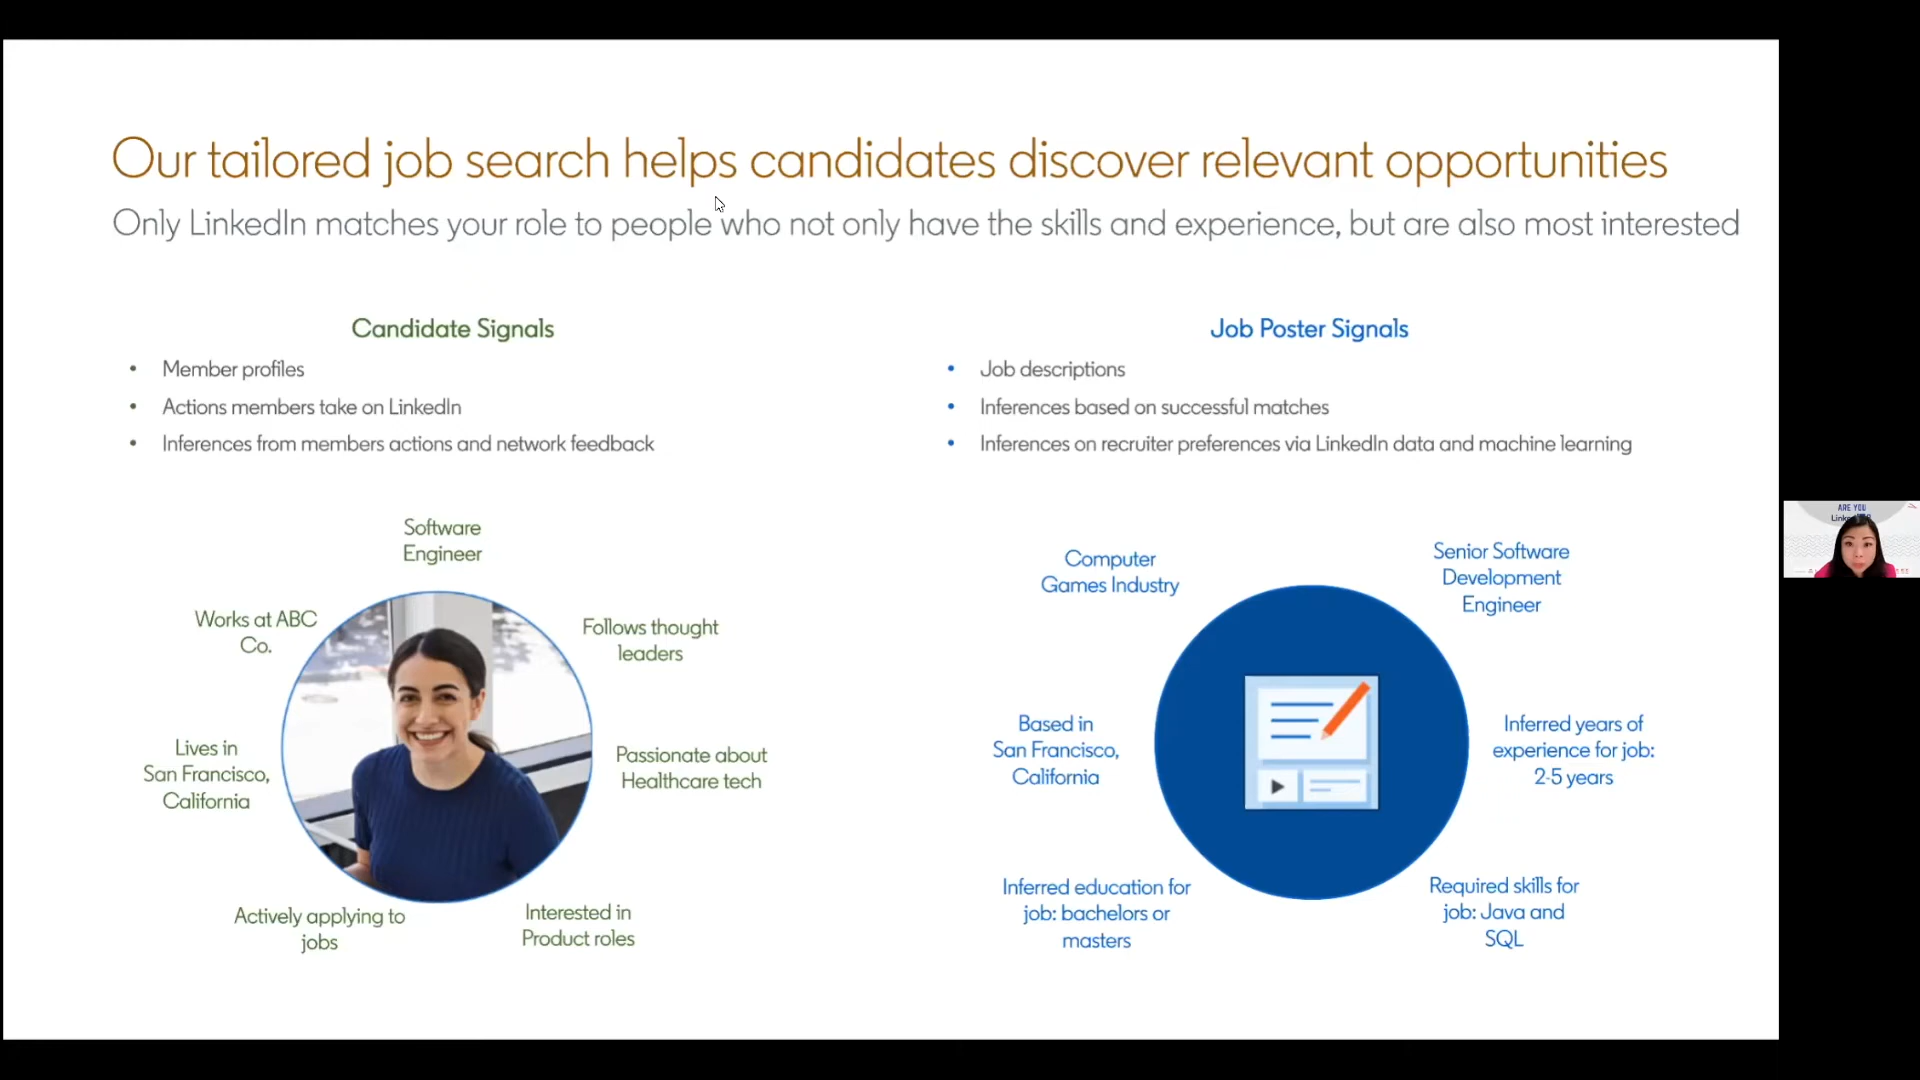 Our tailored job search helps candidates discover relevant opportunities
Only LinkedIn matches your role to people who not only have the skills and experience, but are also most interested
Candidate Signals
• Member profiles
• Actions members take on LinkedIn
• Inferences from members actions and network feedback
Software
Engineer
Works at ABC
Co.
Follows thought
leaders
Lives in
San Francisco,
California
Passionate about
Healthcare tech
Actively applying to
jobs
Interested in
Product roles
Job Poster Signals
• Job descriptions
• Inferences based on successful matches
• Inferences on recruiter preferences via LinkedIn data and machine learning
Computer
Games Industry
Senior Software
Development
Engineer
Based in
San Francisco,
California
Inferred years of
experience for job:
2-5 years
Inferred education for
job: bachelors or
masters
Required skills for
job: Java and
SQL
ARE YOU